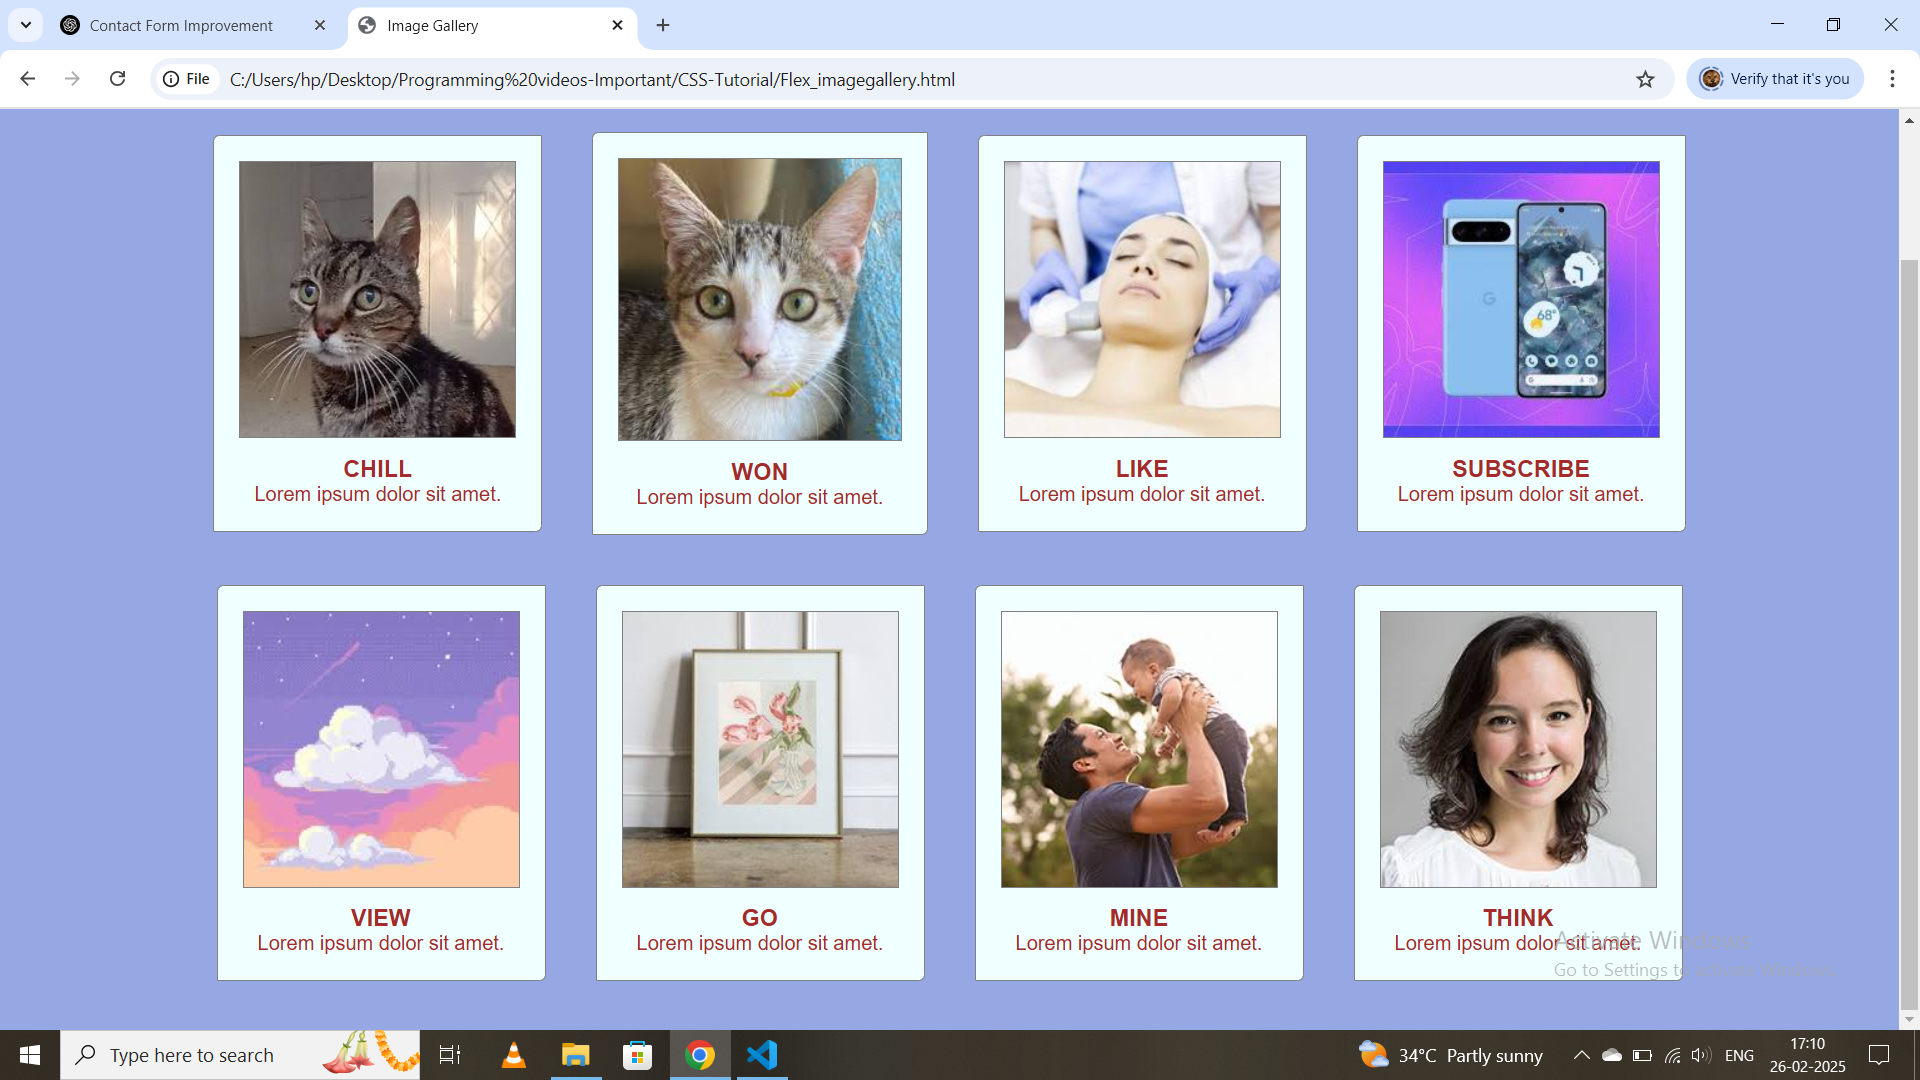 Contact Form Improvement
Image Gallery
File
C:/Users/hp/Desktop/Programming%20videos-Important/CSS-Tutorial/Flex_imagegallery.html
Verify that it's you
68°
CHILL
Lorem ipsum dolor sit amet.
WON
Lorem ipsum dolor sit amet.
LIKE
Lorem ipsum dolor sit amet.
SUBSCRIBE
Lorem ipsum dolor sit amet.
VIEW
Lorem ipsum dolor sit amet.
GO
Lorem ipsum dolor sit amet.
MINE
Lorem ipsum dolor sit amet.
THINK
Lorem ipsum dolor sit amet.
Activate Windows
Go to Settings to activate Windows.
Type here to search
34°C Partly sunny
ENG
17:10
26-02-2025